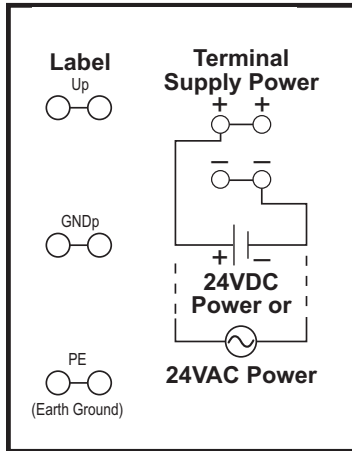 Label
Up
GNDp
PE
(Earth Ground)
Terminal
Supply Power
+ +
– –
+ –
24VDC
Power or
24VAC Power